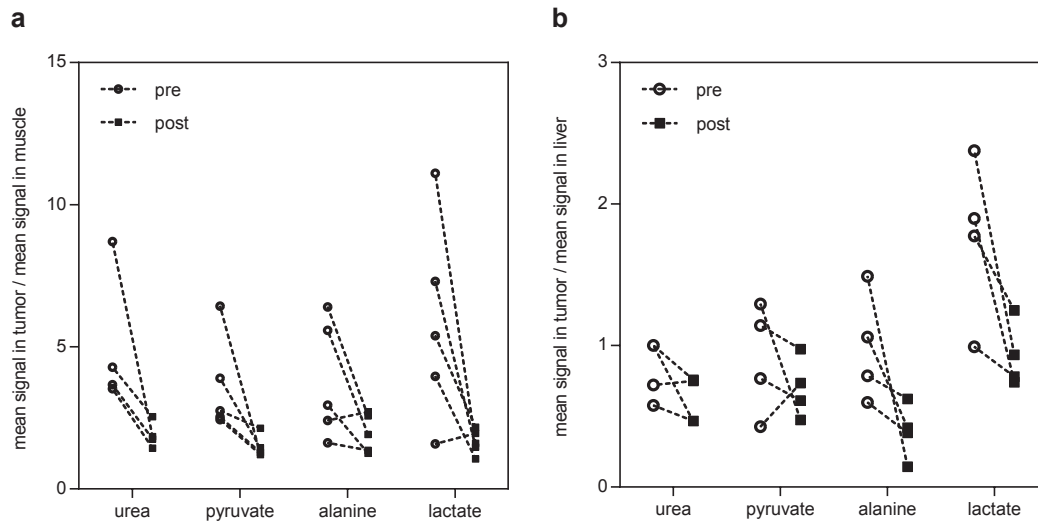 a
mean signal in tumor / mean signal in muscle
15
10
5
0
pre
post
urea pyruvate alanine lactate
b
mean signal in tumor / mean signal in liver
3
2
1
0
pre
post
urea pyruvate alanine lactate